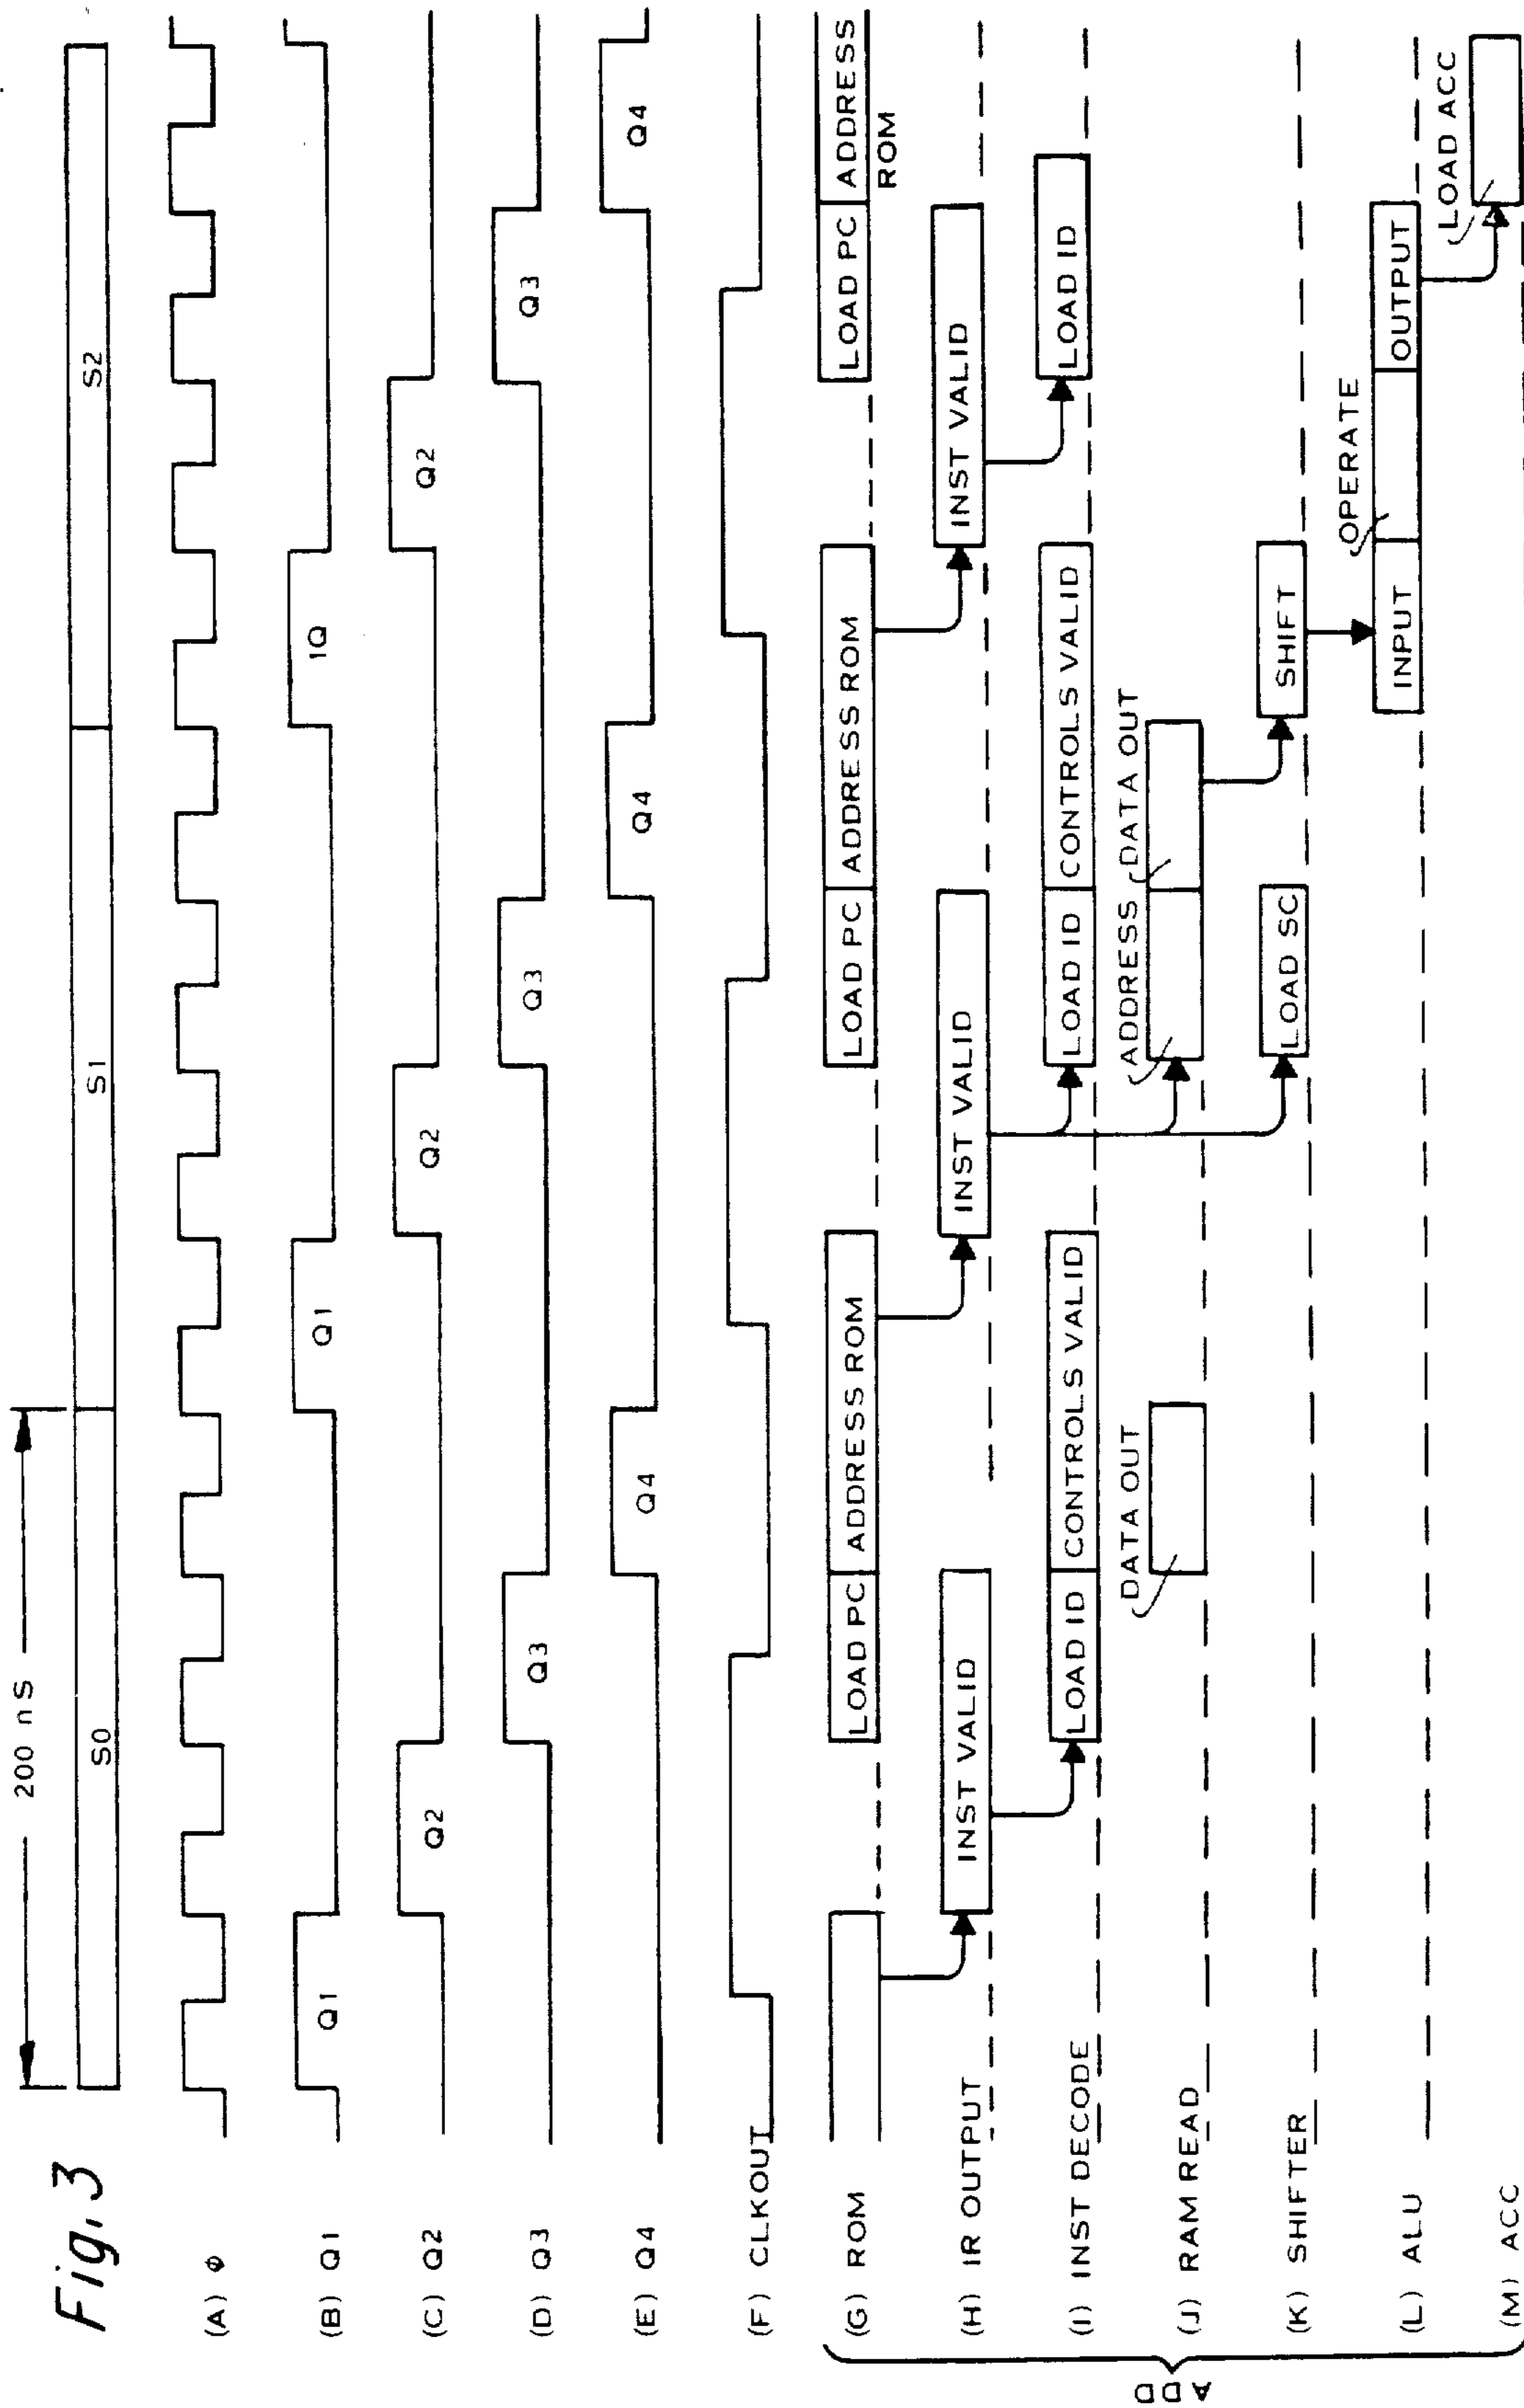 Fig. 3
200 nS
S0 S1 S2
(A) Φ
(B) Q1 Q1 Q1 1Q
(C) Q2 Q2 Q2 Q2
(D) Q3 Q3 Q3 Q3
(E) Q4 Q4 Q4 Q4
(F) CLKOUT
(G) ROM LOAD PC ADDRESS ROM LOAD PC ADDRESS ROM LOAD PC ADDRESS
ROM
(H) IR OUTPUT INST VALID INST VALID INST VALID
(I) INST DECODE LOAD ID CONTROLS VALID LOAD ID CONTROLS VALID LOAD ID
DATA OUT ADDRESS DATA OUT
(J) RAM READ
(K) SHIFTER LOAD SC SHIFT
OPERATE
(L) ALU INPUT OUTPUT
LOAD ACC
(M) ACC
ADD